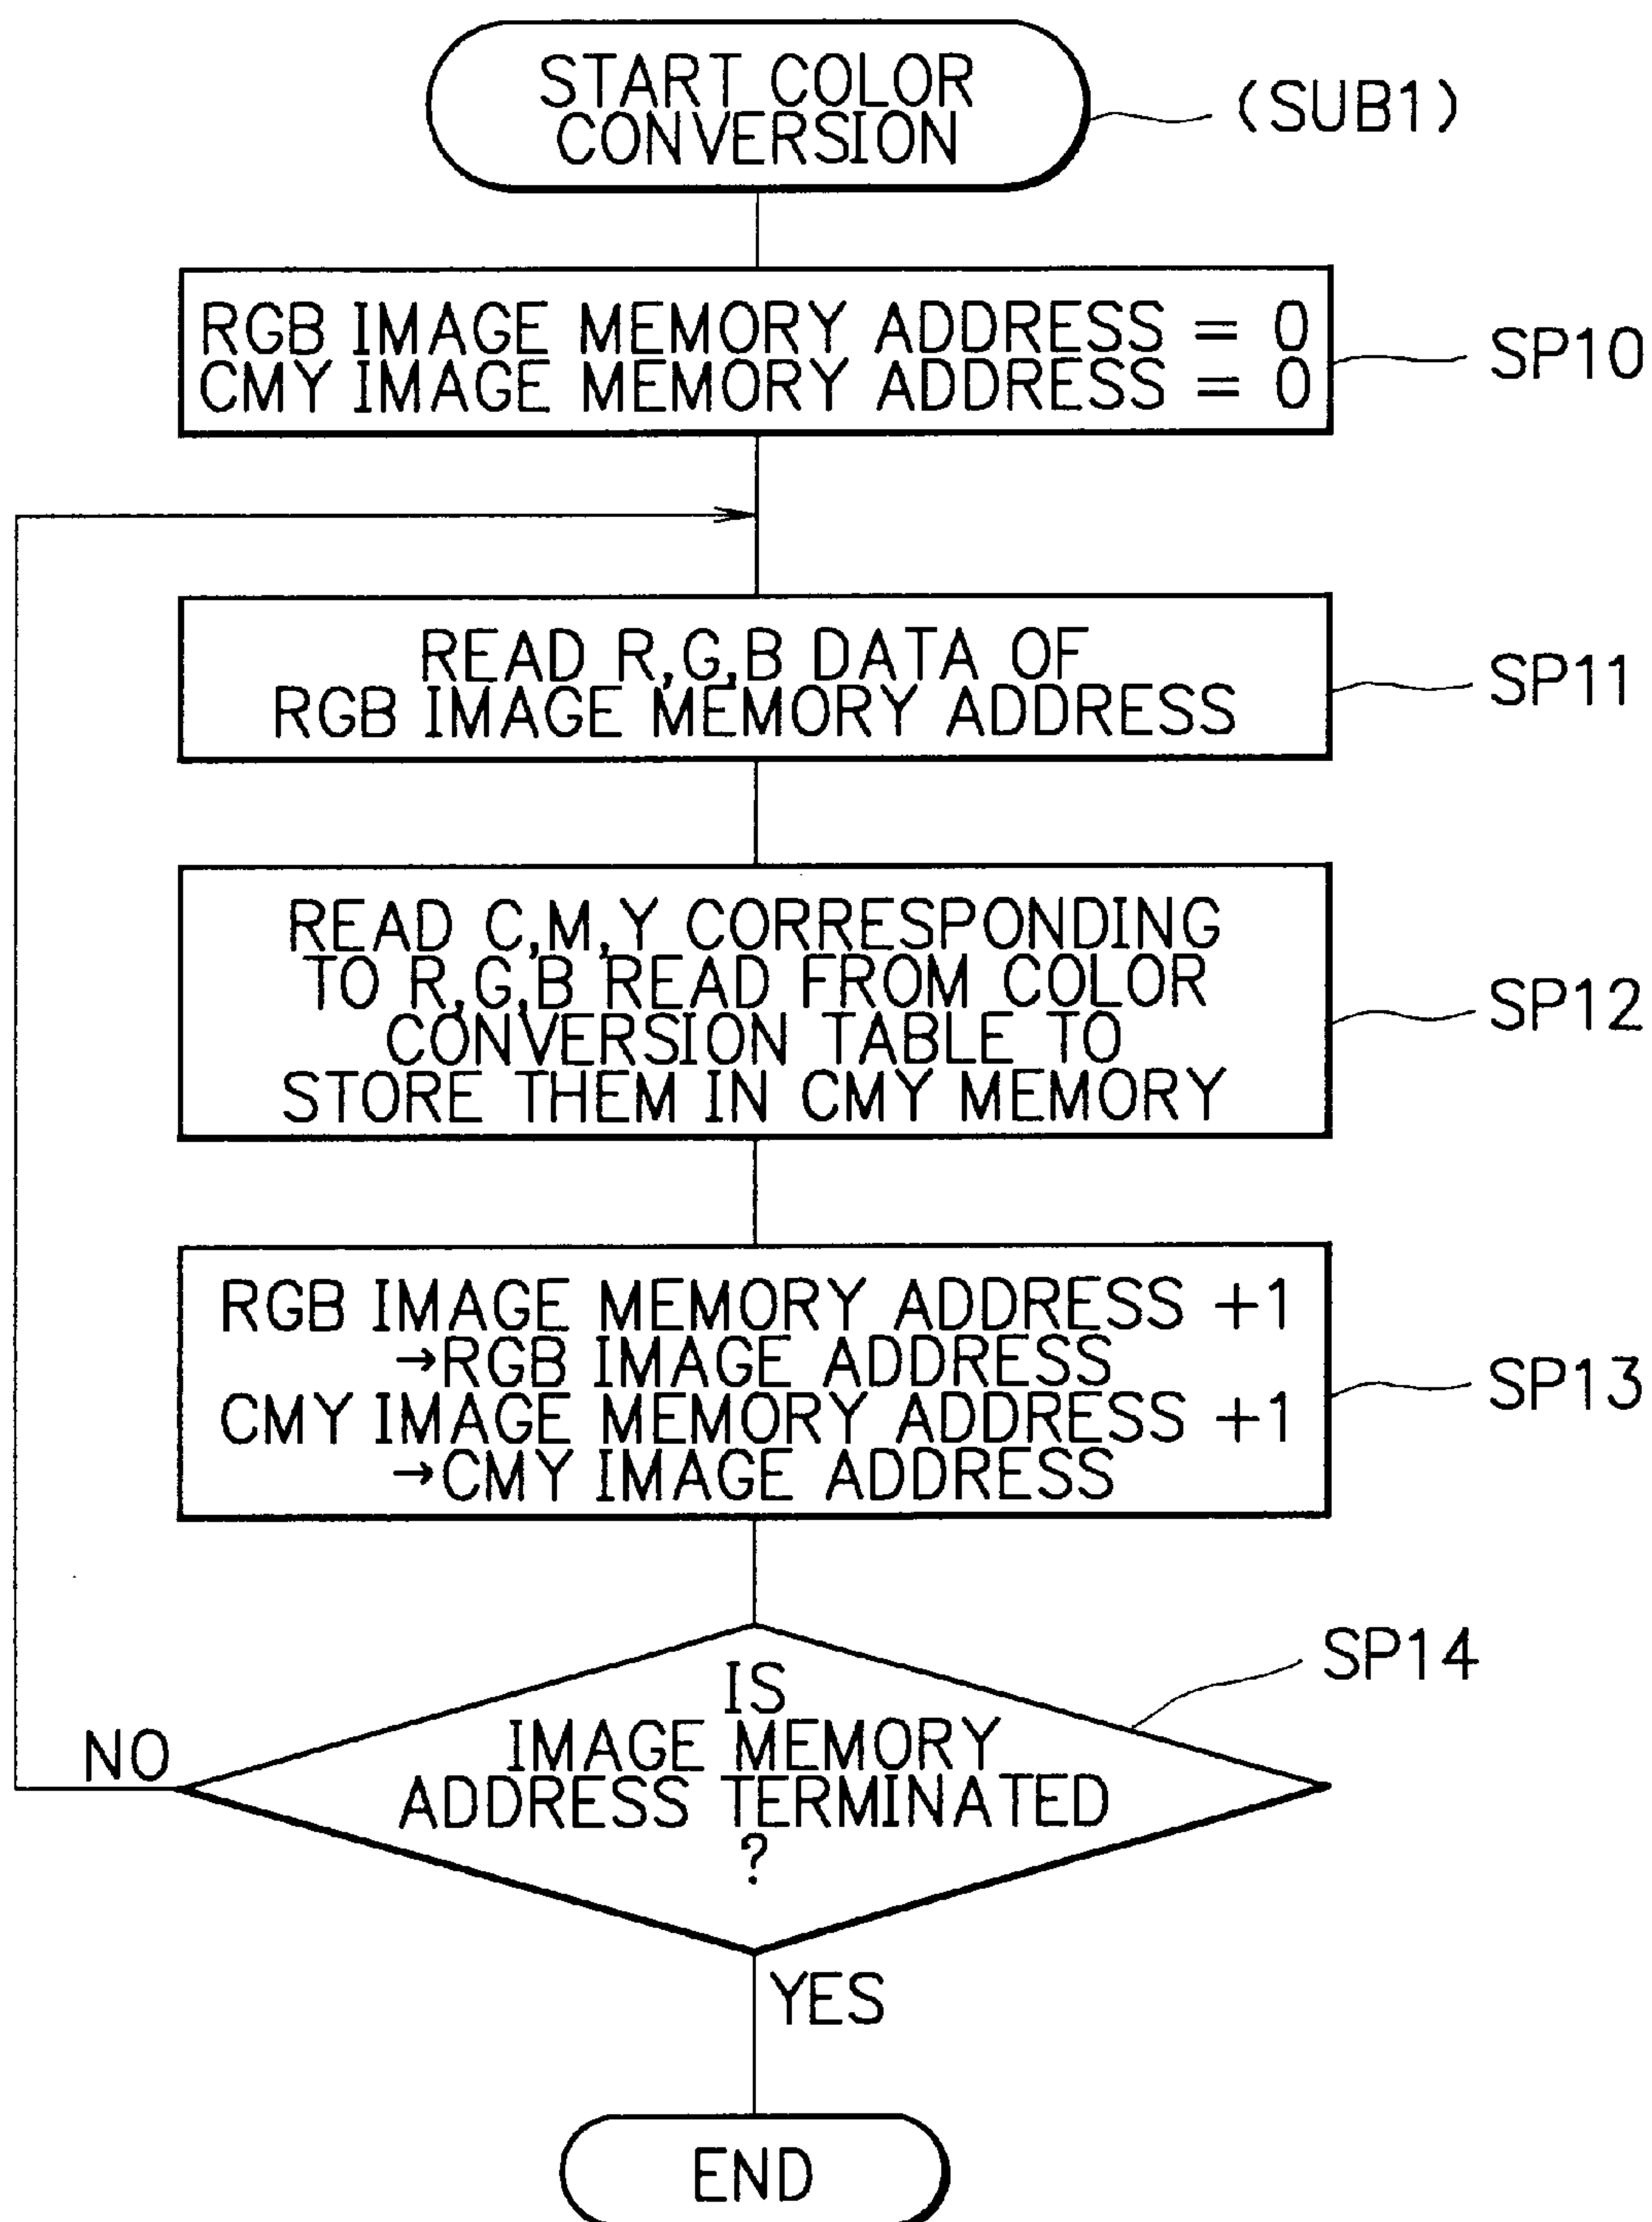 START COLOR
CONVERSION
(SUB1)
RGB IMAGE MEMORY ADDRESS = 0
CMY IMAGE MEMORY ADDRESS = 0
SP10
READ R,G,B DATA OF
RGB IMAGE MEMORY ADDRESS
SP11
READ C,M,Y CORRESPONDING
TO R,G,B READ FROM COLOR
CONVERSION TABLE TO
STORE THEM IN CMY MEMORY
SP12
RGB IMAGE MEMORY ADDRESS +1
→RGB IMAGE ADDRESS
CMY IMAGE MEMORY ADDRESS +1
→CMY IMAGE ADDRESS
SP13
SP14
IS
IMAGE MEMORY
ADDRESS TERMINATED
?
NO
YES
END